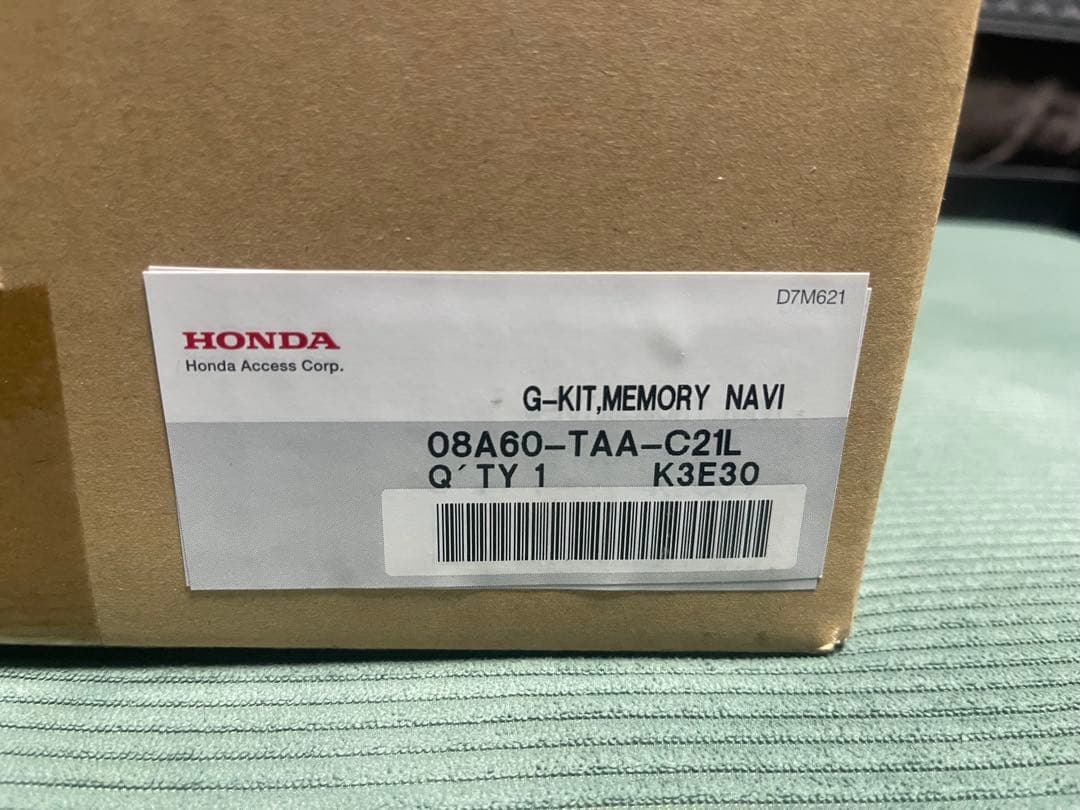 D7M621
HONDA
Honda Access Corp.
G-KIT,MEMORY NAVI
08A60-TAA-C21L
Q´TY 1 K3E30